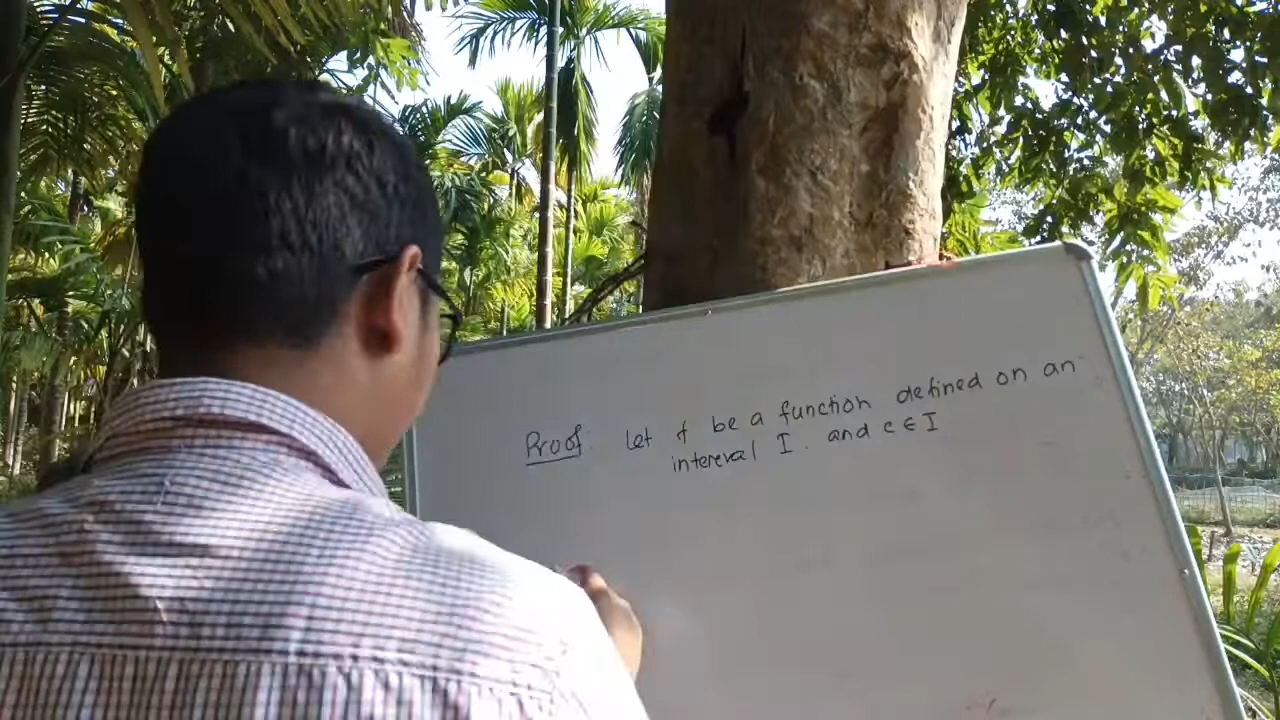 Proof: Let f be a function defined on an
interval I. and c ∈ I